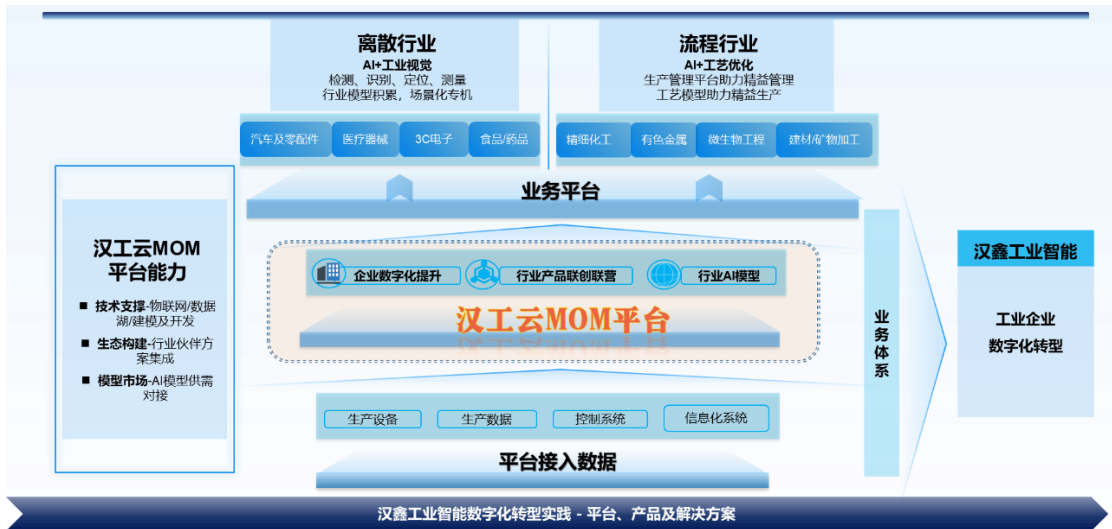 离散行业
AI+工业视觉
检测、识别、定位、测量
行业模型积累，场景化专机
流程行业
AI+工艺优化
生产管理平台助力精益管理
工艺模型助力精益生产
汽车及零配件
医疗器械
3C电子
食品/药品
精细化工
有色金属
微生物工程
建材/矿物加工
业务平台
汉工云MOM
平台能力
■ 技术支撑-物联网/数据
湖/建模及开发
■ 生态构建-行业伙伴方
案集成
■ 模型市场-AI模型供需
对接
企业数字化提升
行业产品联创联营
行业AI模型
汉工云MOM平台
生产设备
生产数据
控制系统
信息化系统
平台接入数据
业务体系
汉鑫工业智能
工业企业
数字化转型
汉鑫工业智能数字化转型实践 - 平台、产品及解决方案